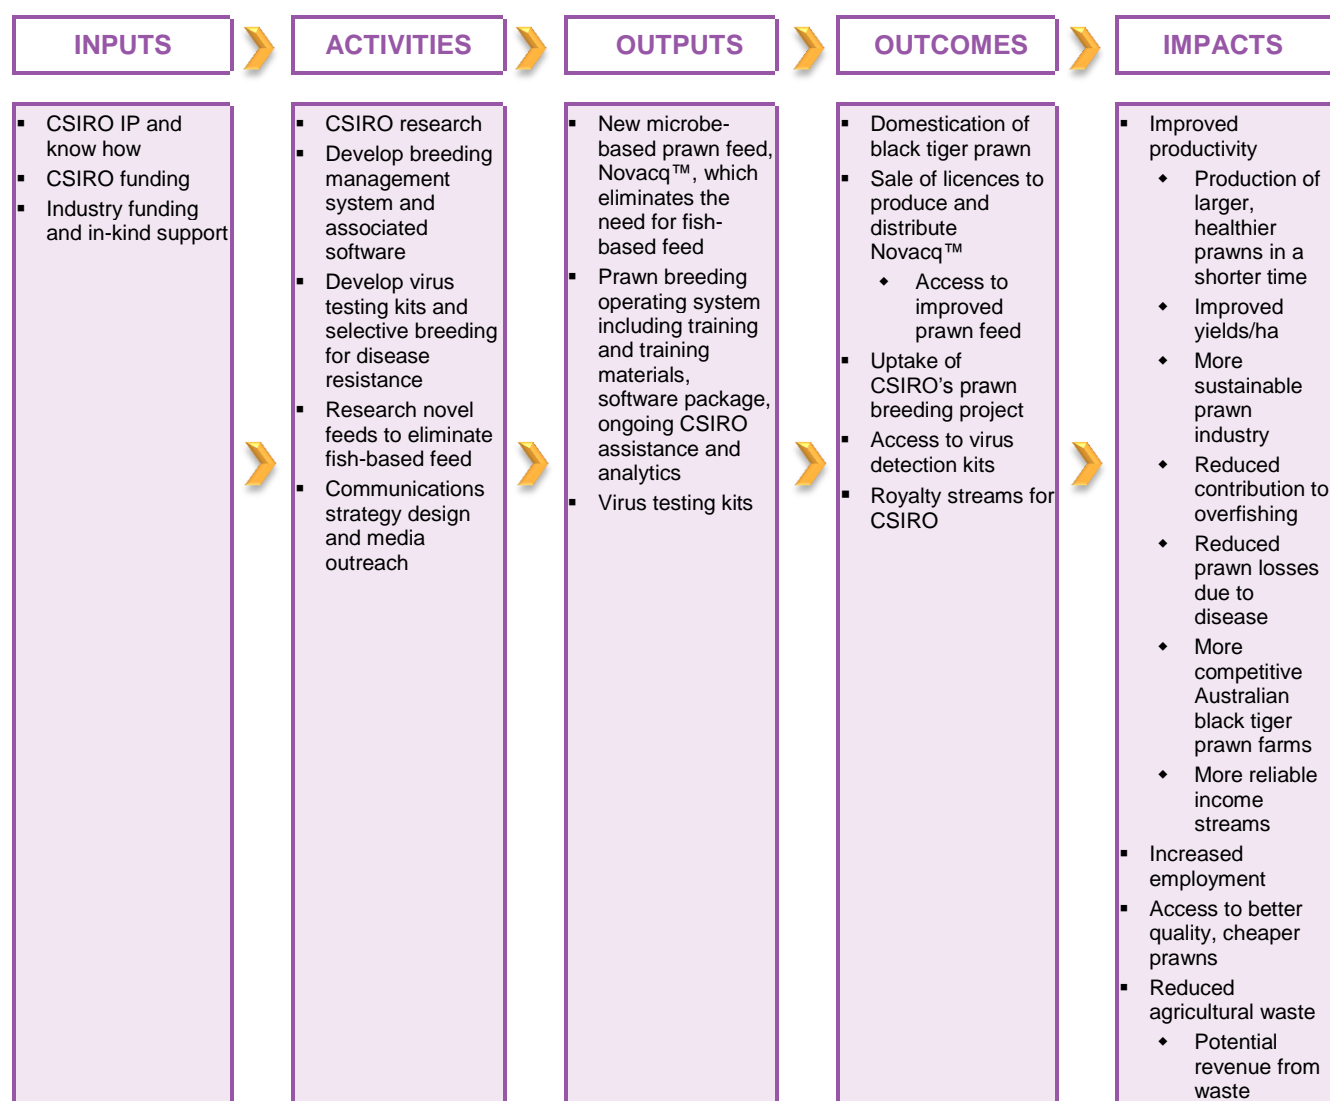 INPUTS
ACTIVITIES
OUTPUTS
OUTCOMES
IMPACTS
▪ CSIRO IP and
know how
▪ CSIRO funding
▪ Industry funding
and in-kind support
▪ CSIRO research
▪ Develop breeding
management
system and
associated
software
▪ Develop virus
testing kits and
selective breeding
for disease
resistance
▪ Research novel
feeds to eliminate
fish-based feed
▪ Communications
strategy design
and media
outreach
▪ New microbe-
based prawn feed,
Novacq™, which
eliminates the
need for fish-
based feed
▪ Prawn breeding
operating system
including training
and training
materials,
software package,
ongoing CSIRO
assistance and
analytics
▪ Virus testing kits
▪ Domestication of
black tiger prawn
▪ Sale of licences to
produce and
distribute
Novacq™
◆ Access to
improved
prawn feed
▪ Uptake of
CSIRO’s prawn
breeding project
▪ Access to virus
detection kits
▪ Royalty streams for
CSIRO
▪ Improved
productivity
◆ Production of
larger,
healthier
prawns in a
shorter time
◆ Improved
yields/ha
◆ More
sustainable
prawn
industry
◆ Reduced
contribution to
overfishing
◆ Reduced
prawn losses
due to
disease
◆ More
competitive
Australian
black tiger
prawn farms
◆ More reliable
income
streams
▪ Increased
employment
▪ Access to better
quality, cheaper
prawns
▪ Reduced
agricultural waste
◆ Potential
revenue from
waste